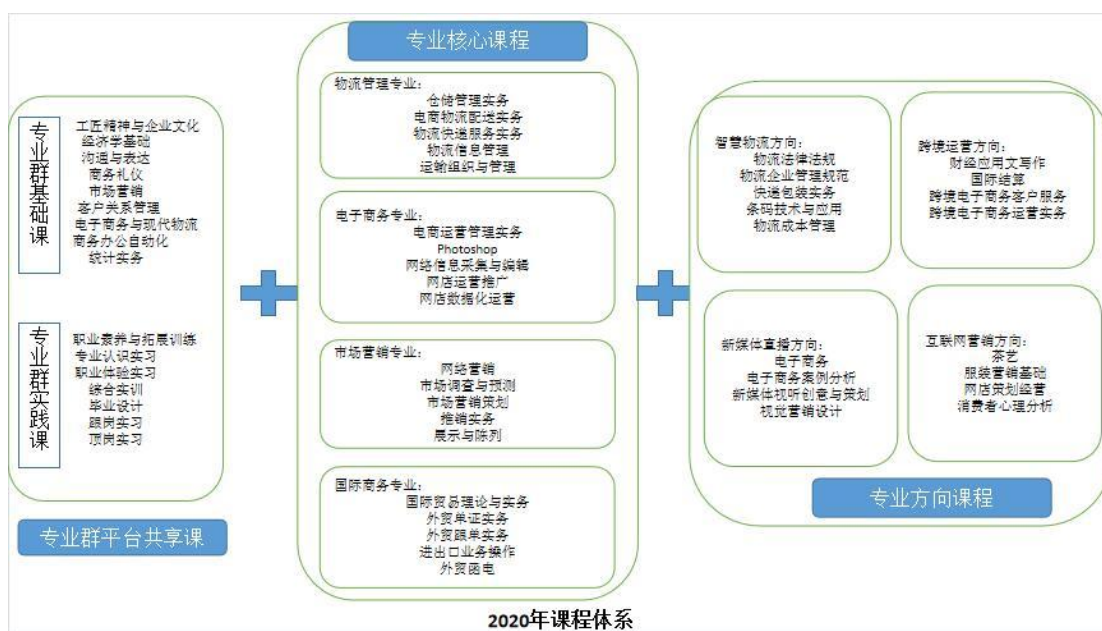 专业群基础课
工匠精神与企业文化
经济学基础
沟通与表达
商务礼仪
市场营销
客户关系管理
电子商务与现代物流
商务办公自动化
统计实务
专业群实践课
职业素养与拓展训练
专业认识实习
职业体验实习
综合实训
毕业设计
跟岗实习
顶岗实习
专业群平台共享课
专业核心课程
物流管理专业：
仓储管理实务
电商物流配送实务
物流快递服务实务
物流信息管理
运输组织与管理
电子商务专业：
电商运营管理实务
Photoshop
网络信息采集与编辑
网店运营推广
网店数据化运营
市场营销专业：
网络营销
市场调查与预测
市场营销策划
推销实务
展示与陈列
国际商务专业：
国际贸易理论与实务
外贸单证实务
外贸跟单实务
进出口业务操作
外贸函电
智慧物流方向：
物流法律法规
物流企业管理规范
快递包装实务
条码技术与应用
物流成本管理
跨境运营方向：
财经应用文写作
国际结算
跨境电子商务客户服务
跨境电子商务运营实务
新媒体直播方向：
电子商务
电子商务案例分析
新媒体视听创意与策划
视觉营销设计
互联网营销方向：
茶艺
服装营销基础
网店策划经营
消费者心理分析
专业方向课程
2020年课程体系